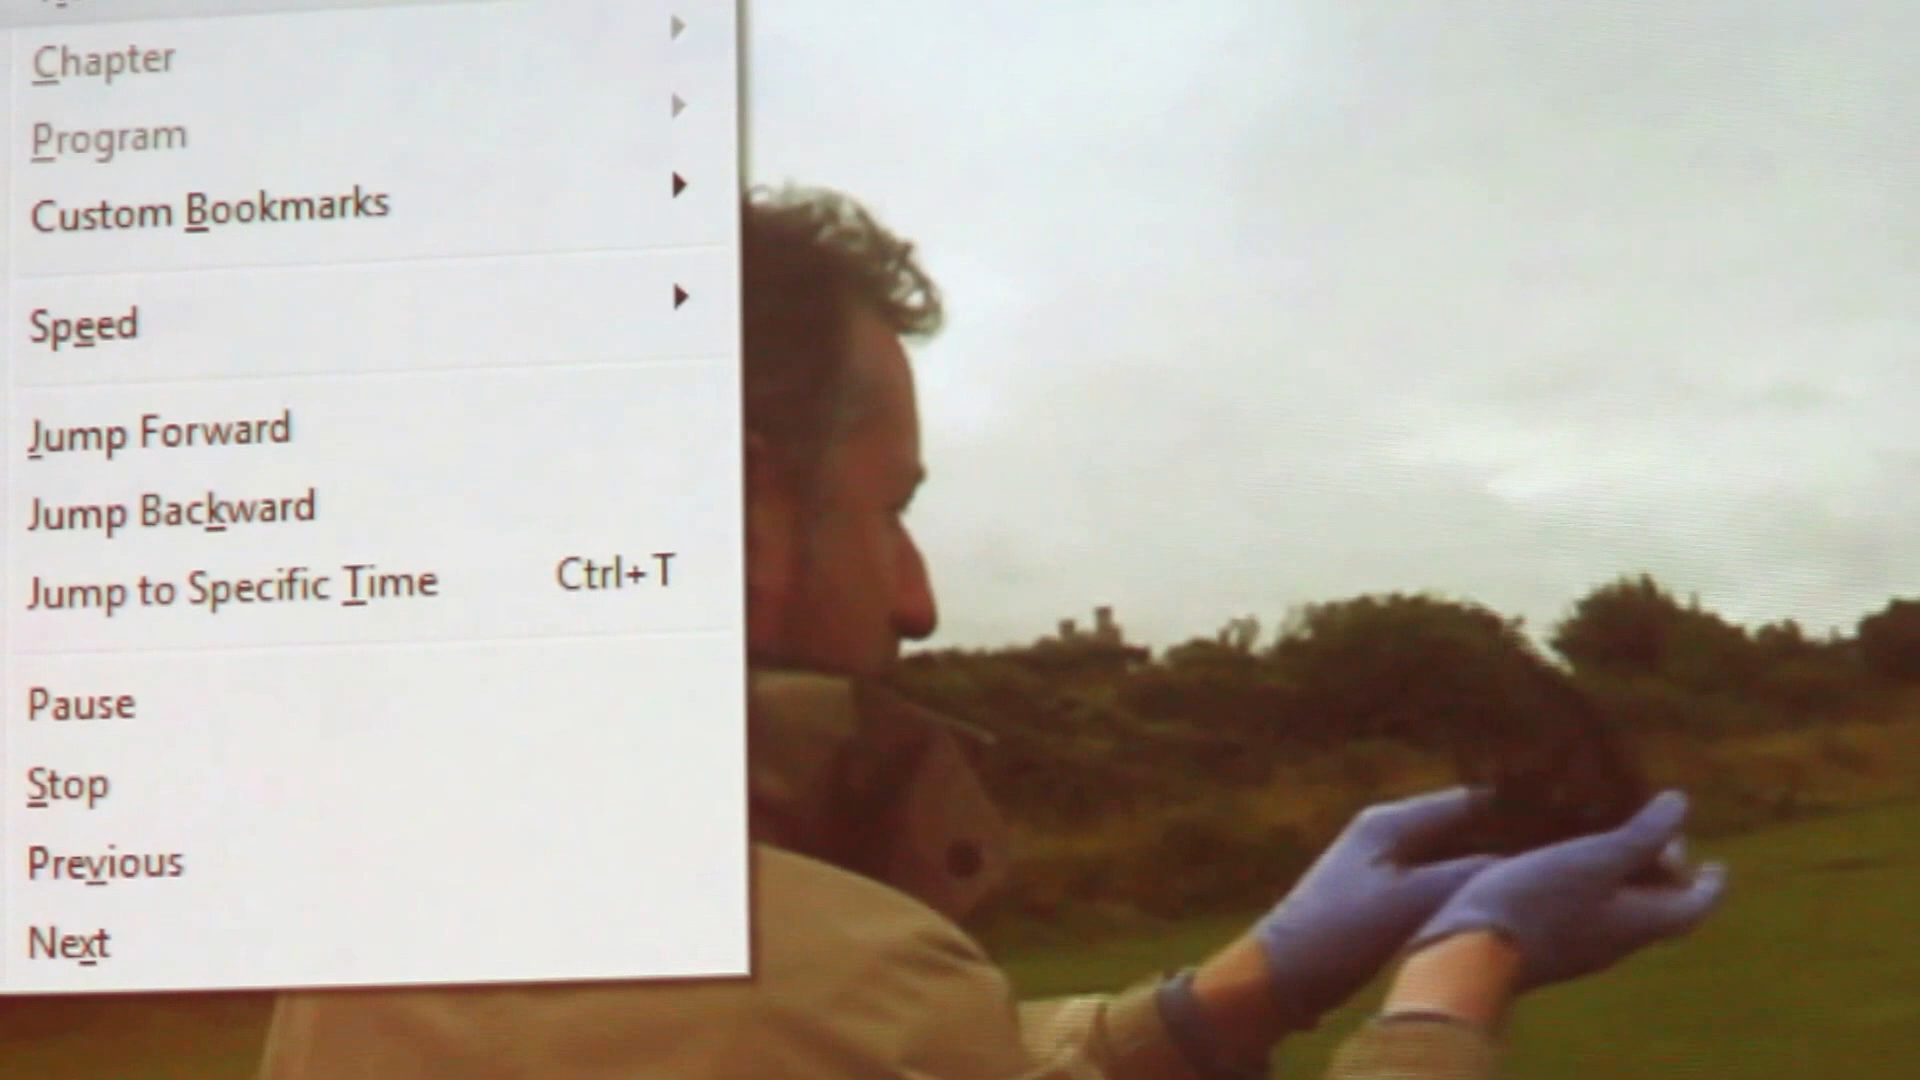 Chapter
Program
Custom Bookmarks
Speed
Jump Forward
Jump Backward
Jump to Specific Time Ctrl+T
Pause
Stop
Previous
Next